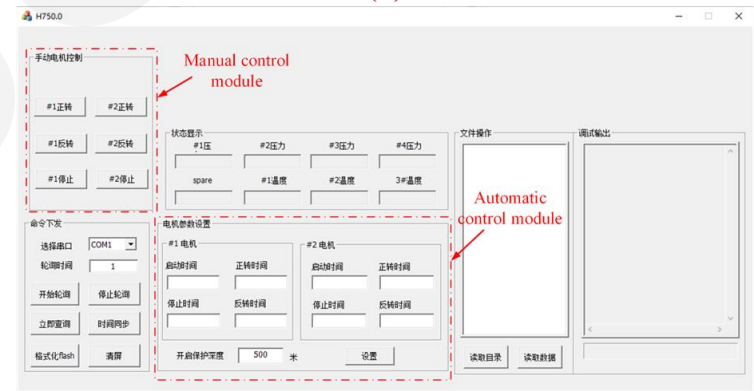 H750.0
手动电机控制
Manual control
module
#1正转 #2正转
#1反转 #2反转
#1停止 #2停止
状态显示
#1压 #2压力 #3压力 #4压力
spare #1温度 #2温度 3#温度
文件操作
调试输出
Automatic
control module
命令下发
选择串口 COM1
轮询时间 1
开始轮询 停止轮询
立即查询 时间同步
格式化flash 清屏
电机参数设置
#1 电机
启动时间 正转时间
停止时间 反转时间
#2 电机
启动时间 正转时间
停止时间 反转时间
开启保护深度 500 米 设置
读取目录 读取数据